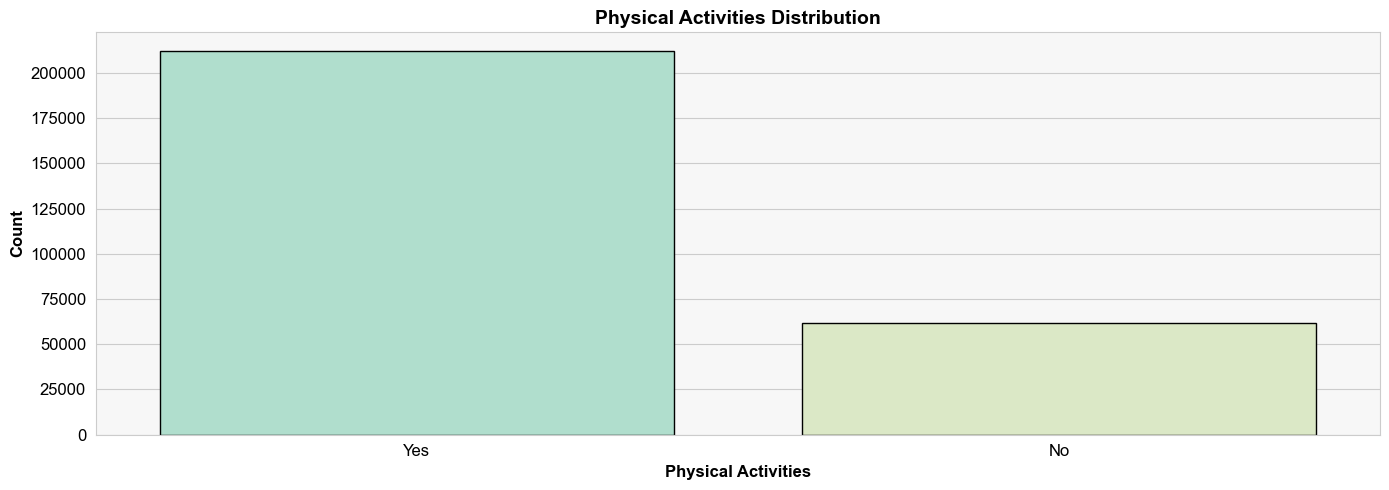 Physical Activities Distribution
Count
200000
175000
150000
125000
100000
75000
50000
25000
0
Yes No
Physical Activities